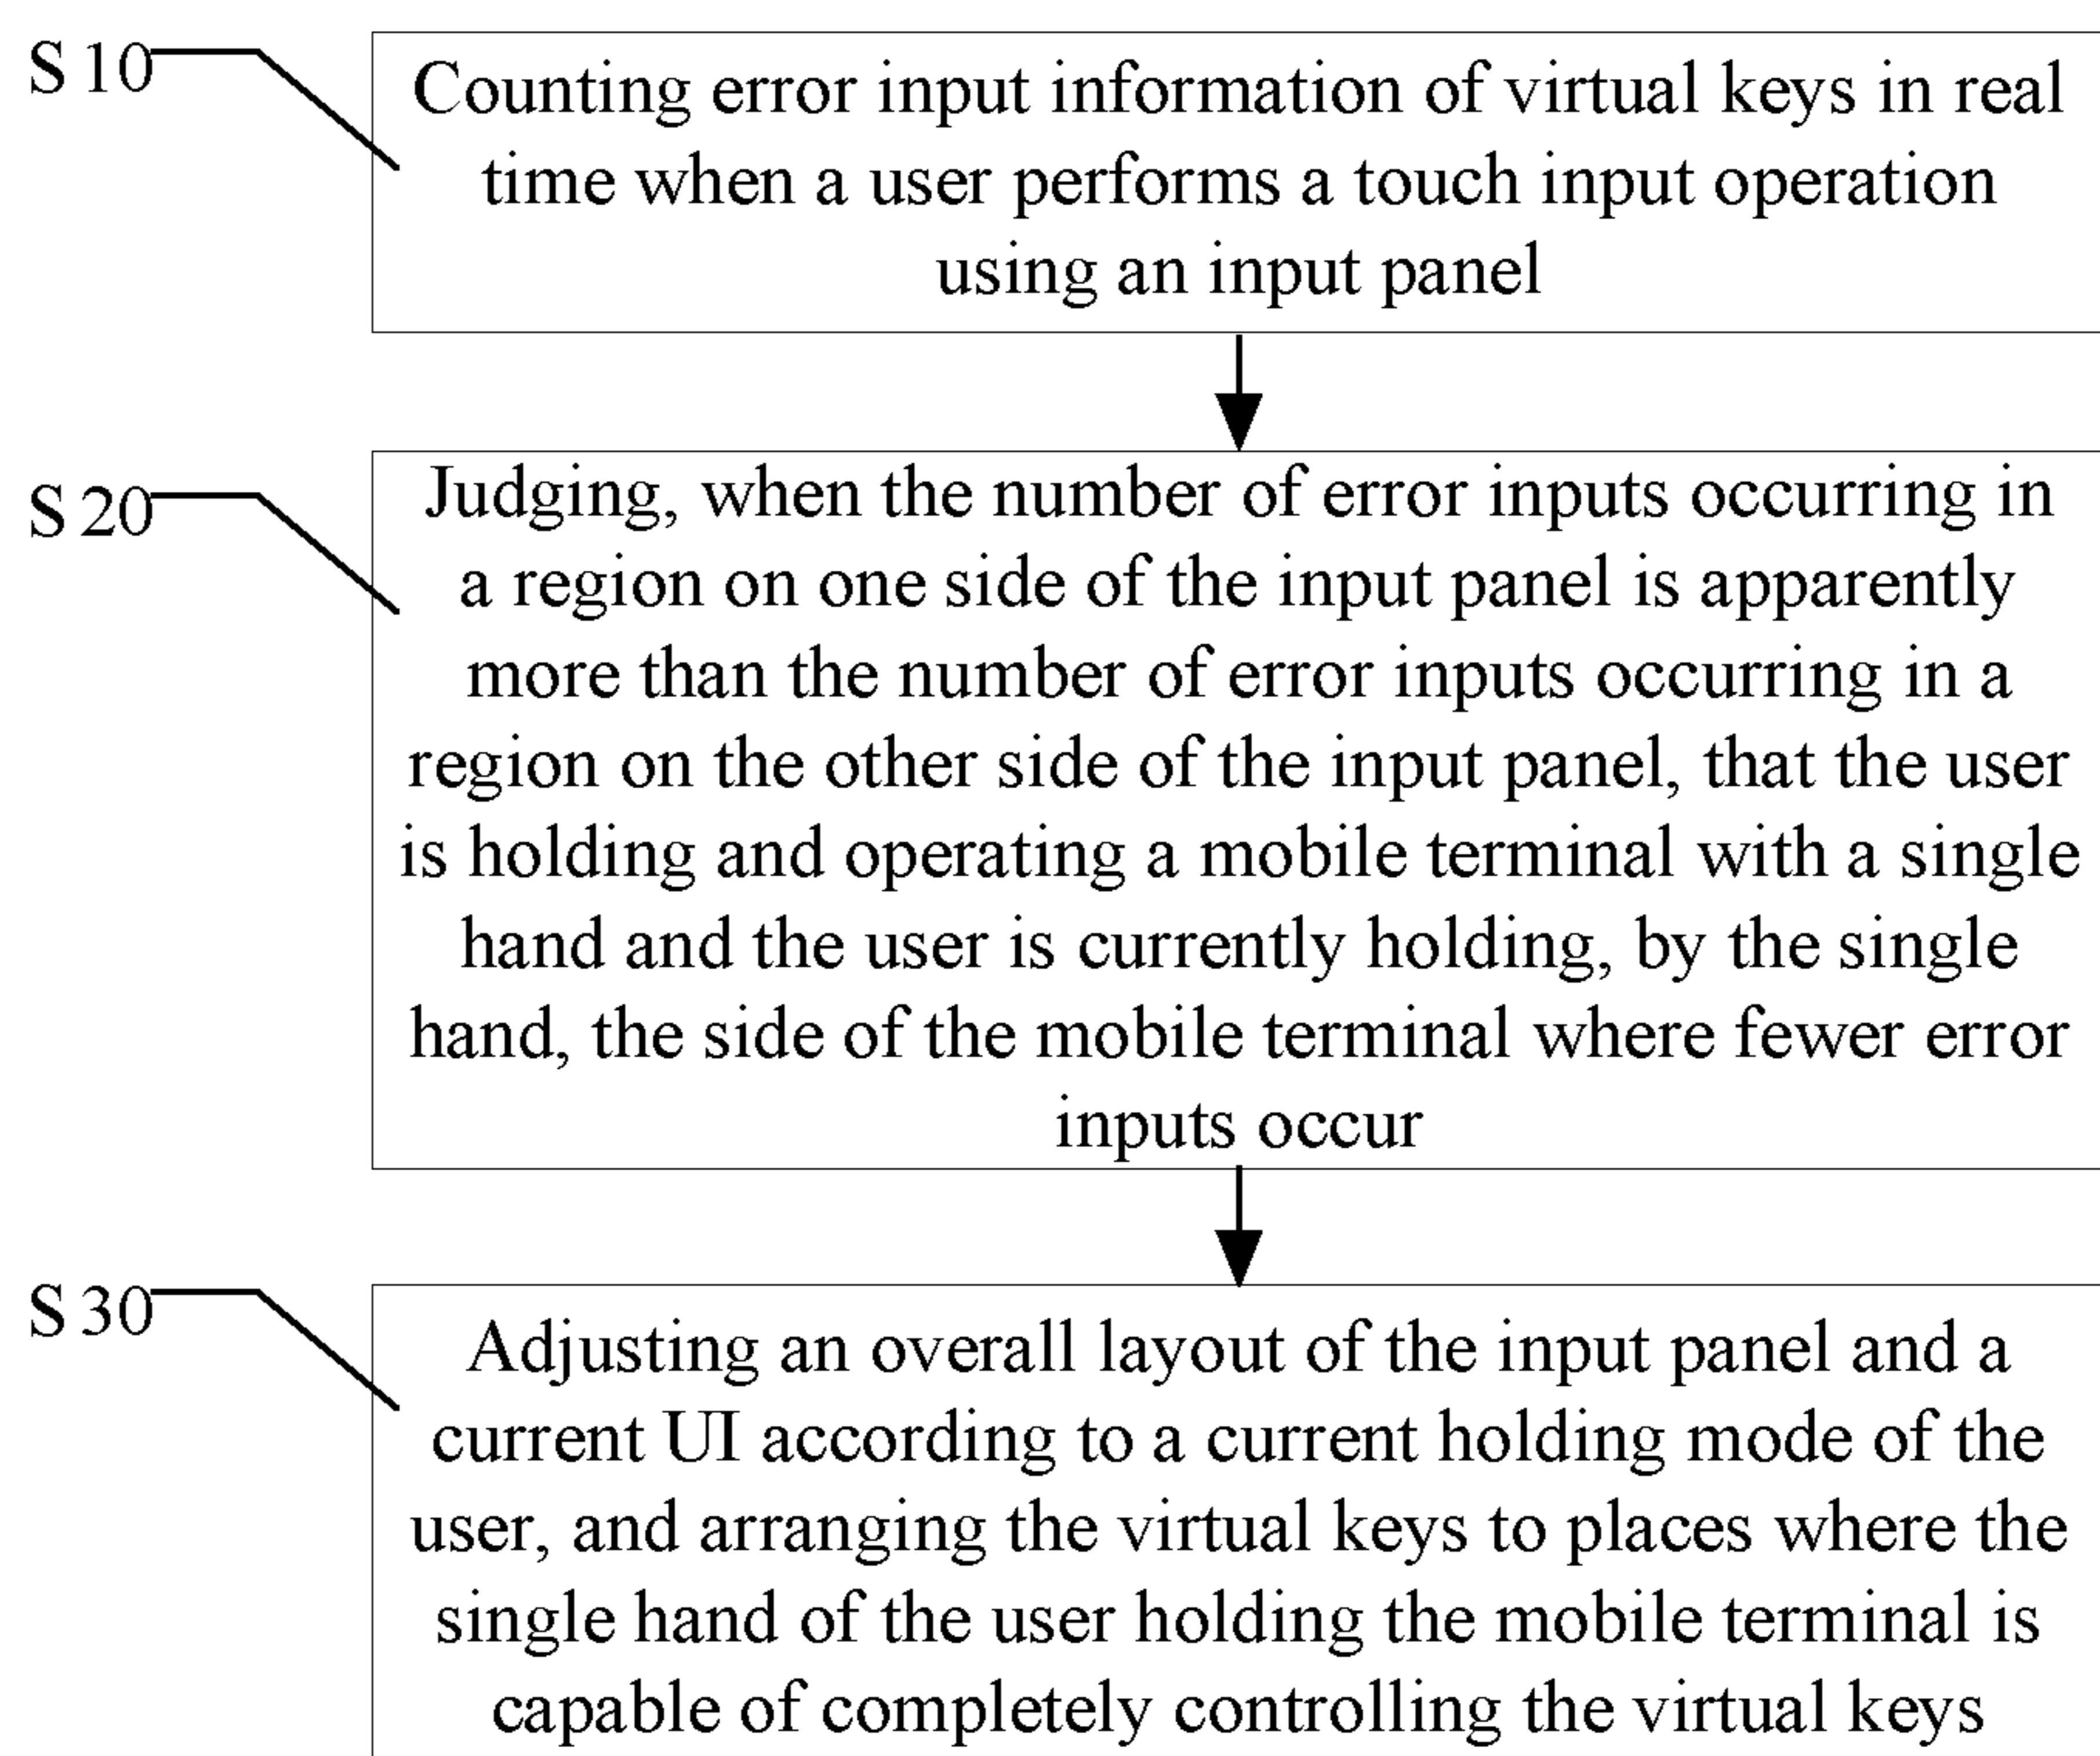 S 10
Counting error input information of virtual keys in real
time when a user performs a touch input operation
using an input panel
S 20
Judging, when the number of error inputs occurring in
a region on one side of the input panel is apparently
more than the number of error inputs occurring in a
region on the other side of the input panel, that the user
is holding and operating a mobile terminal with a single
hand and the user is currently holding, by the single
hand, the side of the mobile terminal where fewer error
inputs occur
S 30
Adjusting an overall layout of the input panel and a
current UI according to a current holding mode of the
user, and arranging the virtual keys to places where the
single hand of the user holding the mobile terminal is
capable of completely controlling the virtual keys